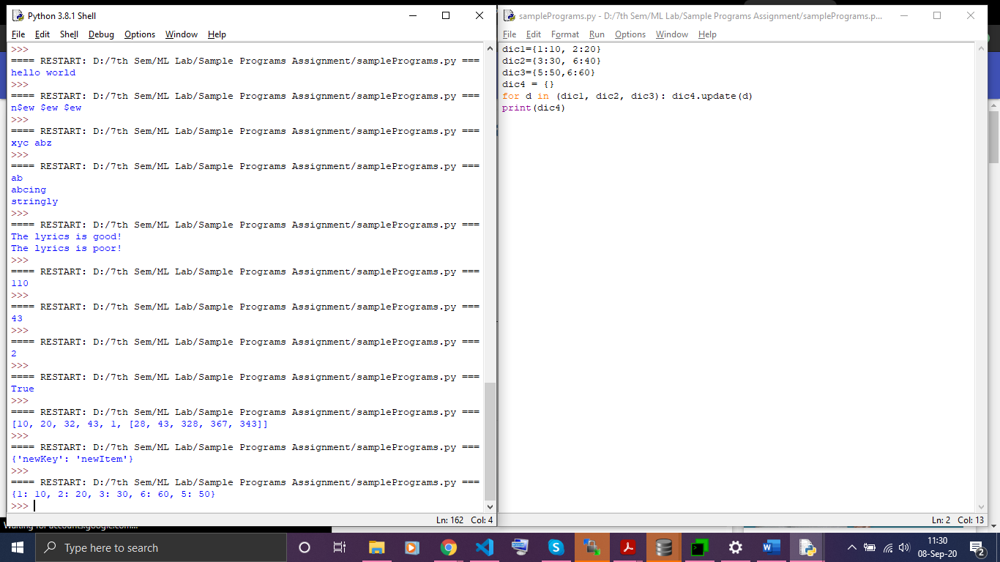 Python 3.8.1 Shell
File Edit Shell Debug Options Window Help
>>>
==== RESTART: D:/7th Sem/ML Lab/Sample Programs Assignment/samplePrograms.py ===
hello world
>>>
==== RESTART: D:/7th Sem/ML Lab/Sample Programs Assignment/samplePrograms.py ===
n$ew $ew $ew
>>>
==== RESTART: D:/7th Sem/ML Lab/Sample Programs Assignment/samplePrograms.py ===
xyc abz
>>>
==== RESTART: D:/7th Sem/ML Lab/Sample Programs Assignment/samplePrograms.py ===
ab
abcing
stringly
>>>
==== RESTART: D:/7th Sem/ML Lab/Sample Programs Assignment/samplePrograms.py ===
The lyrics is good!
The lyrics is poor!
>>>
==== RESTART: D:/7th Sem/ML Lab/Sample Programs Assignment/samplePrograms.py ===
110
>>>
==== RESTART: D:/7th Sem/ML Lab/Sample Programs Assignment/samplePrograms.py ===
43
>>>
==== RESTART: D:/7th Sem/ML Lab/Sample Programs Assignment/samplePrograms.py ===
2
>>>
==== RESTART: D:/7th Sem/ML Lab/Sample Programs Assignment/samplePrograms.py ===
True
>>>
==== RESTART: D:/7th Sem/ML Lab/Sample Programs Assignment/samplePrograms.py ===
[10, 20, 32, 43, 1, [28, 43, 328, 367, 343]]
>>>
==== RESTART: D:/7th Sem/ML Lab/Sample Programs Assignment/samplePrograms.py ===
{'newKey': 'newItem'}
>>>
==== RESTART: D:/7th Sem/ML Lab/Sample Programs Assignment/samplePrograms.py ===
{1: 10, 2: 20, 3: 30, 6: 60, 5: 50}
>>>
Ln: 162 Col: 4
samplePrograms.py - D:/7th Sem/ML Lab/Sample Programs Assignment/samplePrograms.p...
File Edit Format Run Options Window Help
dic1={1:10, 2:20}
dic2={3:30, 6:40}
dic3={5:50,6:60}
dic4 = {}
for d in (dic1, dic2, dic3): dic4.update(d)
print(dic4)
Ln: 2 Col: 13
Waiting for accounts.google.com...
Type here to search
11:30
08-Sep-20
2